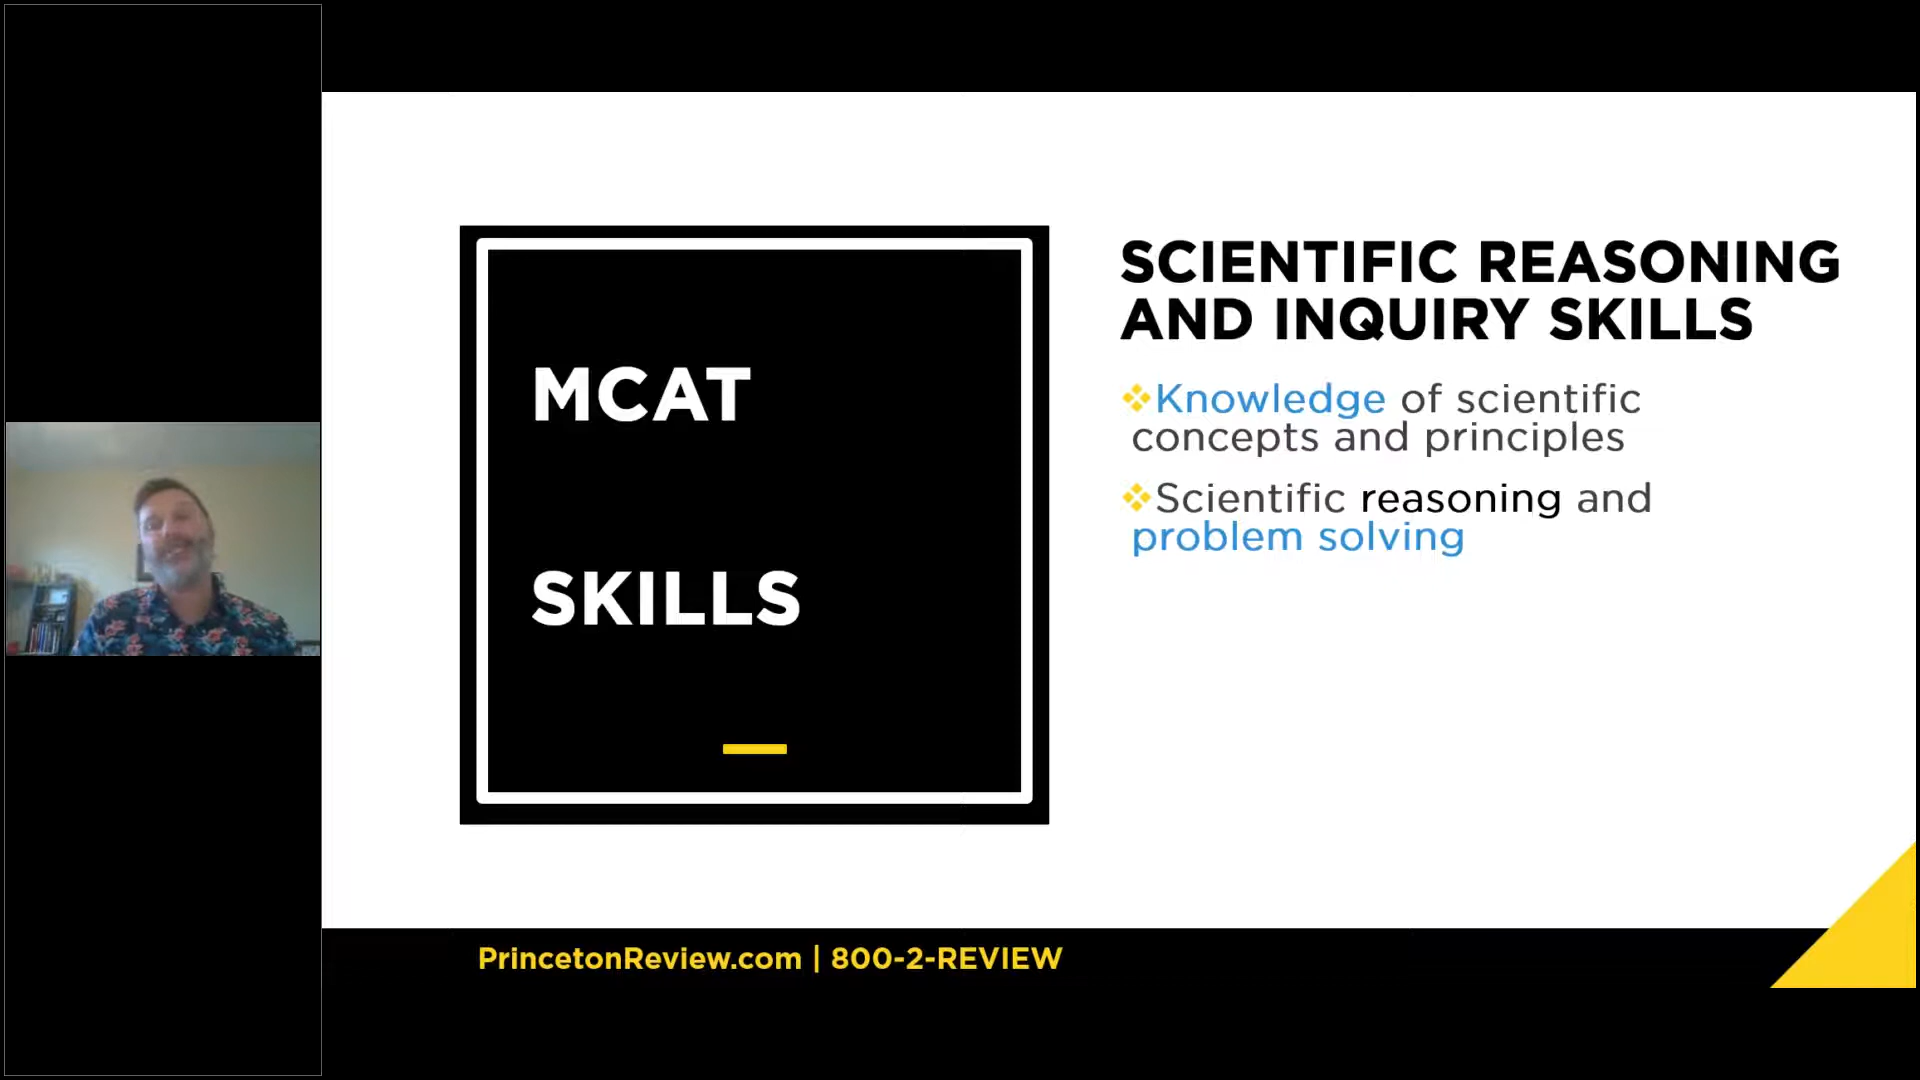 MCAT
SKILLS
SCIENTIFIC REASONING
AND INQUIRY SKILLS
Knowledge of scientific
concepts and principles
Scientific reasoning and
problem solving
PrincetonReview.com | 800-2-REVIEW